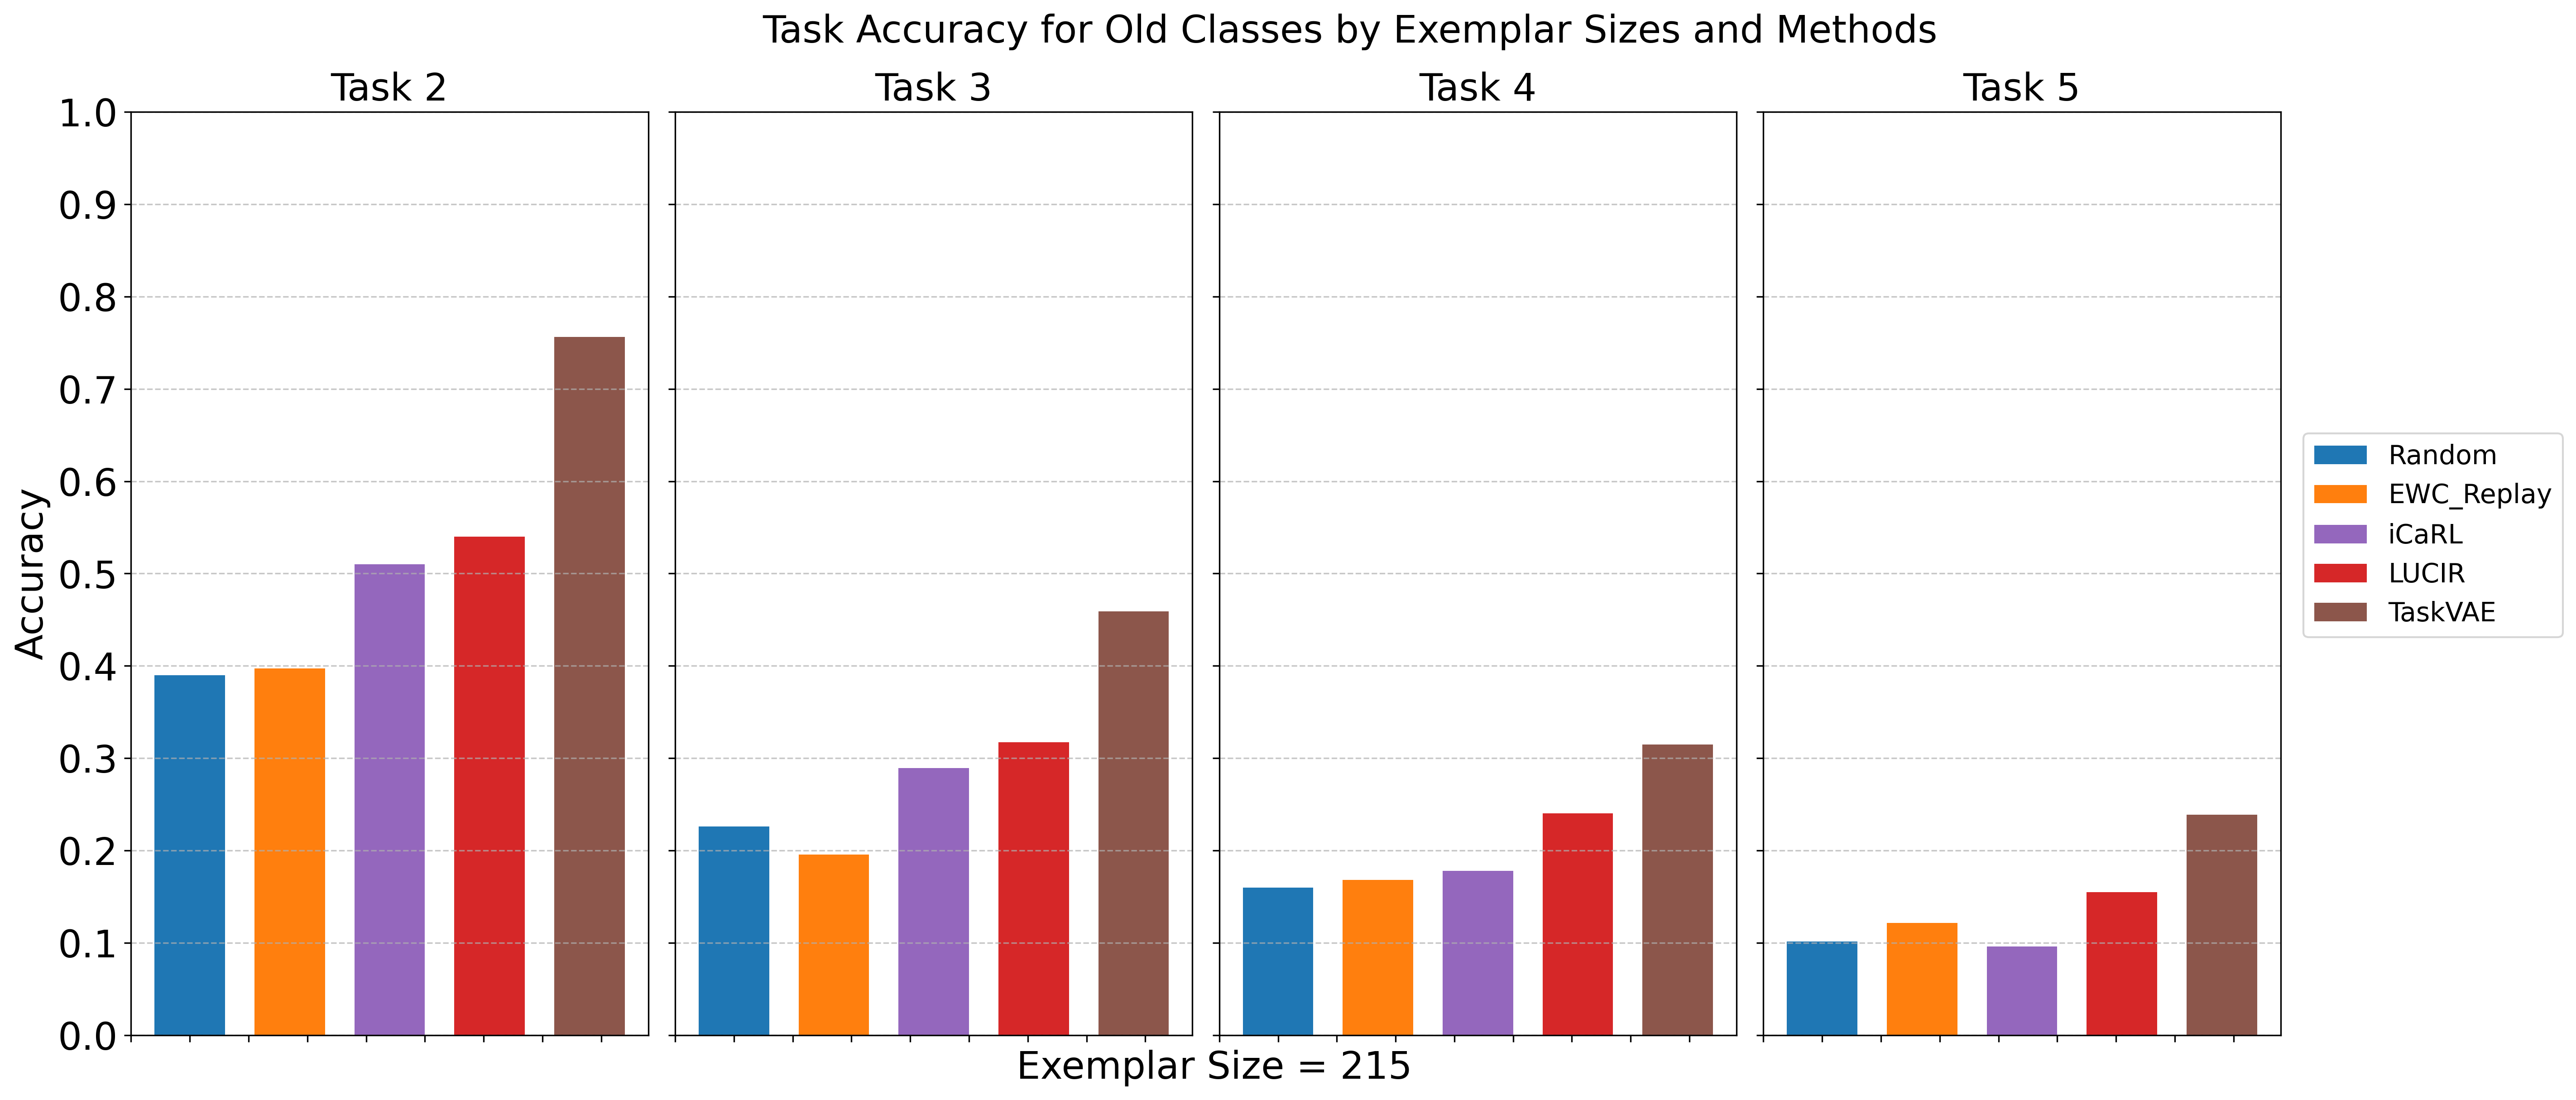 Task Accuracy for Old Classes by Exemplar Sizes and Methods
Task 2
Task 3
Task 4
Task 5
1.0
0.9
0.8
0.7
0.6
0.5
0.4
0.3
0.2
0.1
0.0
Accuracy
Exemplar Size = 215
Random
EWC_Replay
iCaRL
LUCIR
TaskVAE